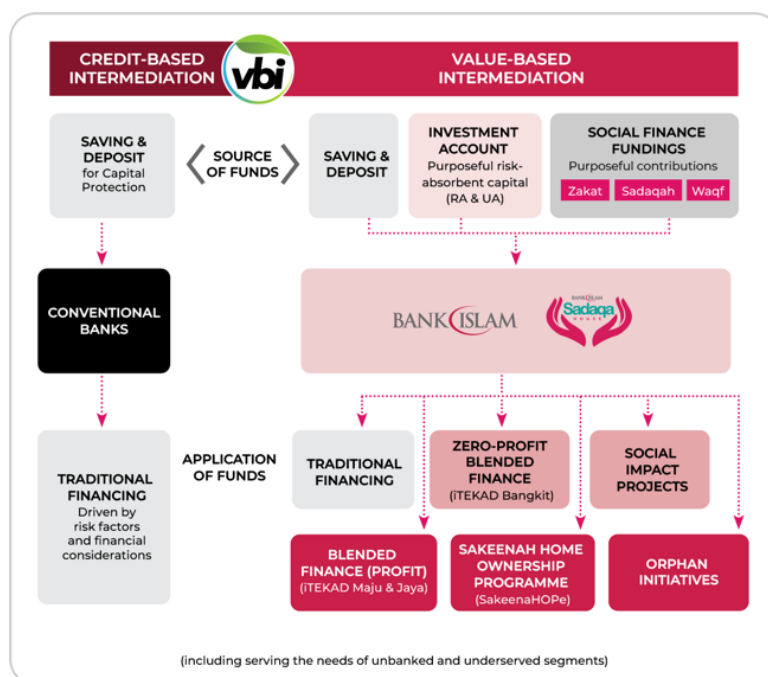 CREDIT-BASED
INTERMEDIATION
vbi
VALUE-BASED
INTERMEDIATION
SAVING &
DEPOSIT
for Capital
Protection
SOURCE
OF FUNDS
SAVING &
DEPOSIT
INVESTMENT
ACCOUNT
Purposeful risk-
absorbent capital
(RA & UA)
SOCIAL FINANCE
FUNDINGS
Purposeful contributions
Zakat
Sadaqah
Waqf
CONVENTIONAL
BANKS
BANK ISLAM
BANK ISLAM
Sadaqa
HOUSE
TRADITIONAL
FINANCING
Driven by
risk factors
and financial
considerations
APPLICATION
OF FUNDS
TRADITIONAL
FINANCING
ZERO-PROFIT
BLENDED
FINANCE
(iTEKAD Bangkit)
SOCIAL
IMPACT
PROJECTS
BLENDED
FINANCE (PROFIT)
(iTEKAD Maju & Jaya)
SAKEENAH HOME
OWNERSHIP
PROGRAMME
(SakeenaHOPe)
ORPHAN
INITIATIVES
(including serving the needs of unbanked and underserved segments)